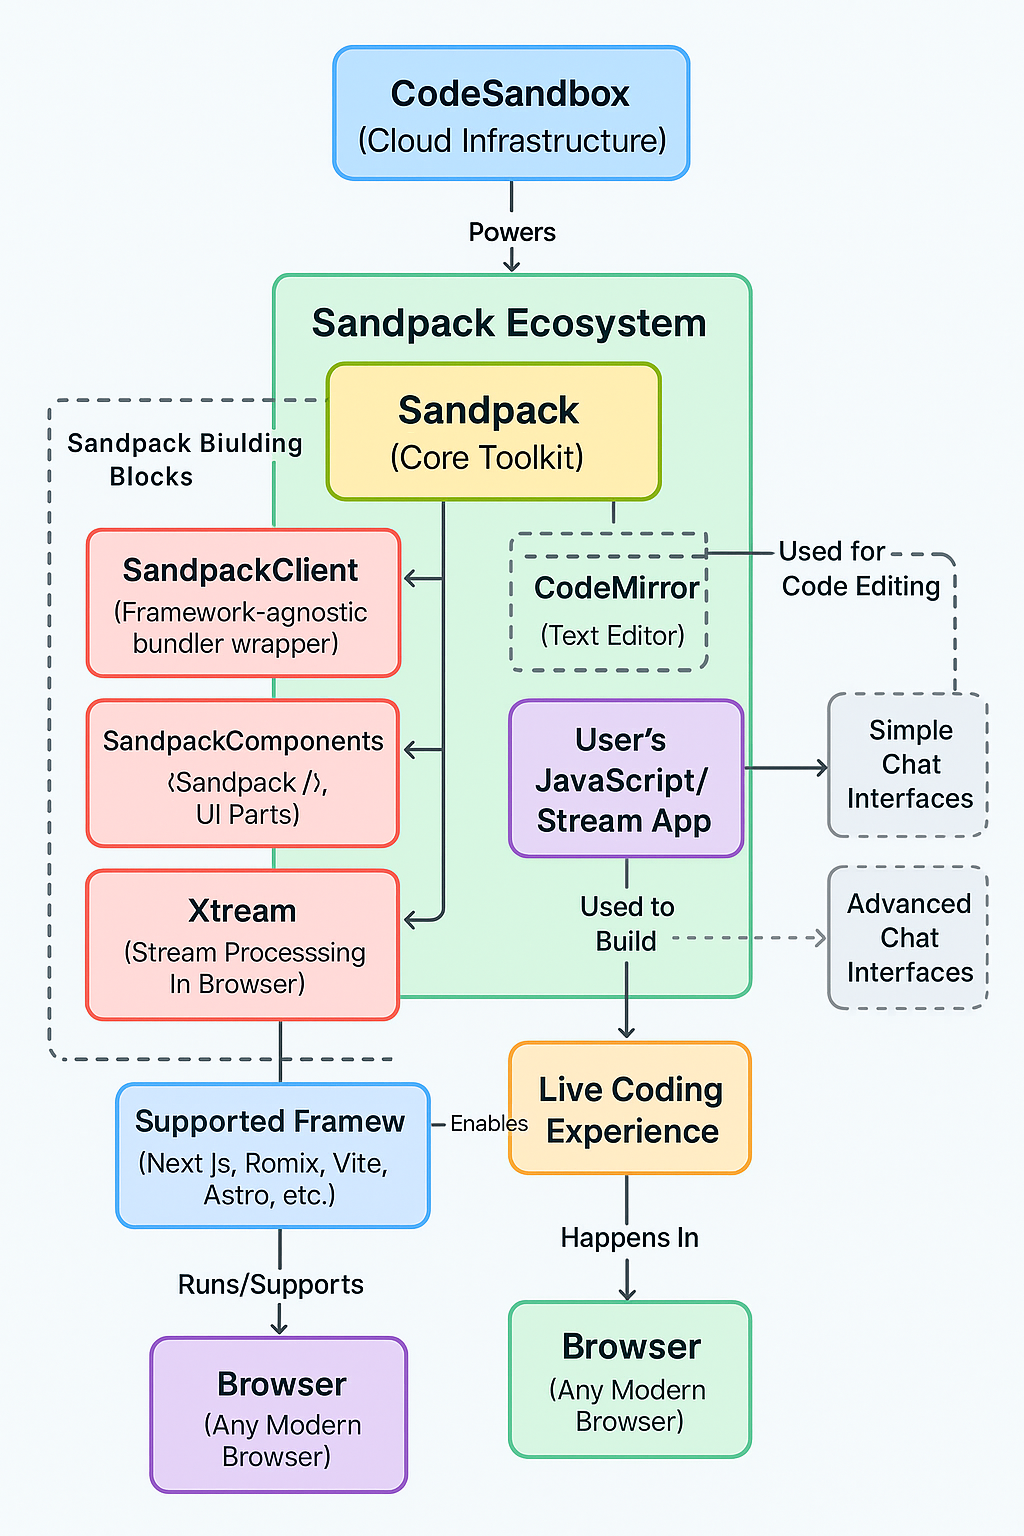 CodeSandbox
(Cloud Infrastructure)
Powers
Sandpack Ecosystem
Sandpack
(Core Toolkit)
Sandpack Biulding
Blocks
SandpackClient
(Framework-agnostic
bundler wrapper)
CodeMirror
(Text Editor)
Used for
Code Editing
SandpackComponents
⟨Sandpack /⟩,
UI Parts)
User’s
JavaScript/
Stream App
Simple
Chat
Interfaces
Xtream
(Stream Processsing
In Browser)
Used to
Build
Advanced
Chat
Interfaces
Supported Framew
(Next Js, Romix, Vite,
Astro, etc.)
Enables
Live Coding
Experience
Runs/Supports
Happens In
Browser
(Any Modern
Browser)
Browser
(Any Modern
Browser)